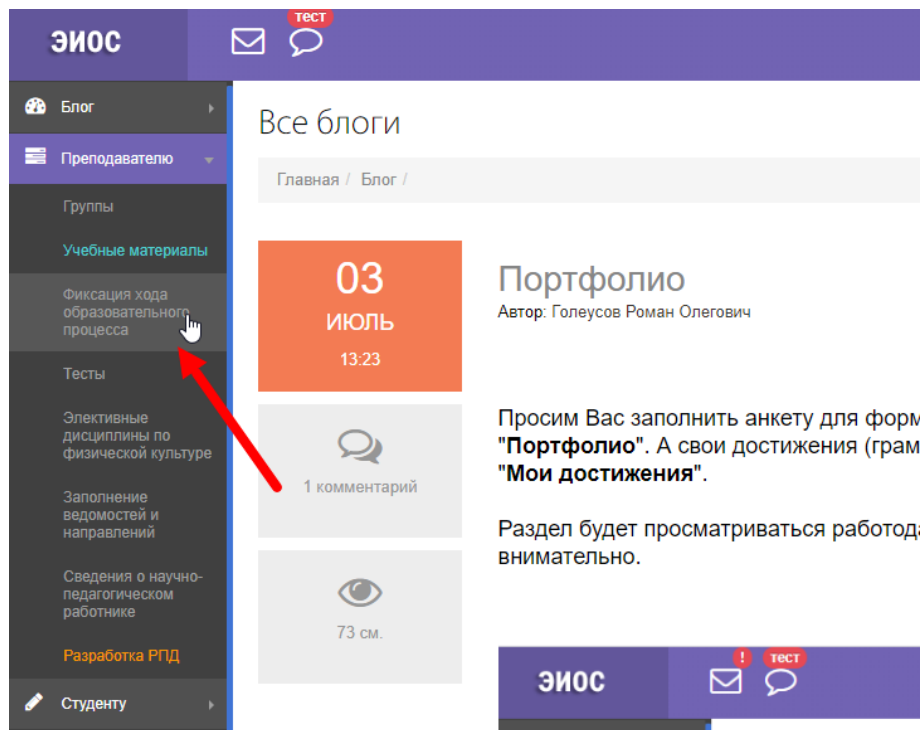 ЭИОС
тест
Блог
Преподавателю
Группы
Учебные материалы
Фиксация хода
образовательного
процесса
Тесты
Элективные
дисциплины по
физической культуре
Заполнение
ведомостей и
направлений
Сведения о научно-
педагогическом
работнике
Разработка РПД
Студенту
Все блоги
Главная / Блог /
03
ИЮЛЬ
13:23
1 комментарий
73 см.
Портфолио
Автор: Голеусов Роман Олегович
Просим Вас заполнить анкету для форм
"Портфолио". А свои достижения (грам
"Мои достижения".
Раздел будет просматриваться работода
внимательно.
ЭИОС
! тест